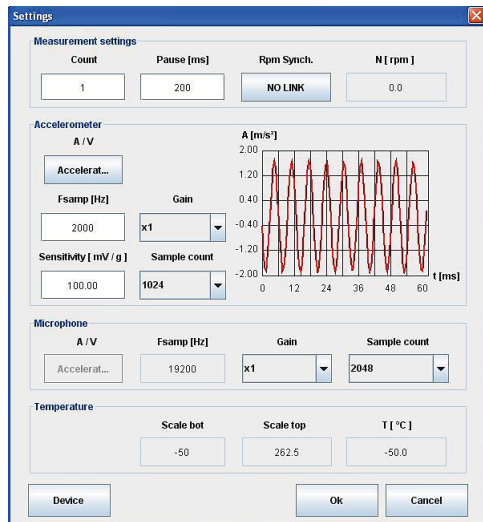 Settings
Measurement settings
Count Pause [ms] Rpm Synch. N [ rpm ]
1 200 NO LINK 0.0
Accelerometer
A / V
Accelerat...
Fsamp [Hz] Gain
2000 x1
Sensitivity [ mV / g ] Sample count
100.00 1024
A [m/s²]
2.00
1.20
0.40
-0.40
-1.20
-2.00
0 12 24 36 48 60
t [ms]
Microphone
A / V Fsamp [Hz] Gain Sample count
Accelerat... 19200 x1 2048
Temperature
Scale bot Scale top T [ °C ]
-50 262.5 -50.0
Device Ok Cancel